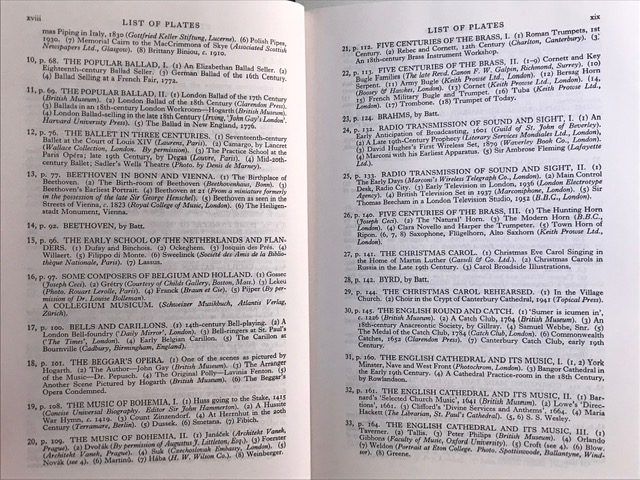 xviii
LIST OF PLATES
mas Piping in Italy, 1830 (Gottfried Keller Stiftung, Lucerne). (6) Polish Pipes,
1930. (7) Memorial Cairn to the MacCrimmons of Skye (Associated Scottish
Newspapers Ltd., Glasgow). (8) Brittany Biniou, c. 1910.
10, p. 68. THE POPULAR BALLAD, I. (1) An Elizabethan Ballad Seller. (2)
Eighteenth-century Ballad Seller. (3) German Ballad of the 16th Century.
(4) Ballad Selling at a French Fair, 1772.
11, p. 69. THE POPULAR BALLAD, II. (1) London Ballad of the 17th Century
(British Museum). (2) London Ballad of the 18th Century (Clarendon Press).
(3) Ballads in an 18th-century London Workroom—Hogarth (British Museum).
(4) London Ballad-selling in the late 18th Century (Irving, 'John Gay's London',
Harvard University Press). (5) The Ballad in New England, 1776.
12, p. 76. THE BALLET IN THREE CENTURIES. (1) Seventeenth-century
Ballet at the Court of Louis XIV (Laurens, Paris). (2) Camargo, by Lancret
(Wallace Collection, London. By permission). (3) The Practice School at the
Paris Opéra; late 19th Century, by Degas (Louvre, Paris). (4) Mid-20th-
century Ballet; Sadler's Wells Theatre (Photo by Denis de Marney).
13, p. 77. BEETHOVEN IN BONN AND VIENNA. (1) The Birthplace of
Beethoven. (2) The Birth-room of Beethoven (Beethovenhaus, Bonn). (3)
Beethoven's Earliest Portrait. (4) Beethoven at 21 (From a miniature formerly
in the possession of the late Sir George Henschel). (5) Beethoven as seen in the
Streets of Vienna, c. 1823 (Royal College of Music, London). (6) The Heiligen-
stadt Monument, Vienna.
14, p. 92. BEETHOVEN, by Batt.
15, p. 96. THE EARLY SCHOOL OF THE NETHERLANDS AND FLAN-
DERS. (1) Dufay and Binchois. (2) Ockeghem. (3) Josquin des Prés. (4)
Willaert. (5) Filippo di Monte. (6) Sweelinck (Société des Amis de la Biblio-
thèque Nationale, Paris). (7) Lassus.
16, p. 97. SOME COMPOSERS OF BELGIUM AND HOLLAND. (1) Gossec
(Joseph Ceci). (2) Grétry (Courtesy of Childs Gallery, Boston, Mass.) (3) Lekeu
(Photo. Rouart Lerolle, Paris). (4) Franck (Braun et Cie). (5) Pijper (By per-
mission of Dr. Louise Bolleman).
A COLLEGIUM MUSICUM. (Schweizer Musikbuch, Atlantis Verlag,
Zürich).
17, p. 100. BELLS AND CARILLONS. (1) 14th-century Bell-playing. (2) A
London Bell-foundry ('Daily Mirror', London). (3) Bell-ringers at St. Paul's
('The Times', London). (4) Early Belgian Carillon. (5) The Carillon at
Bournville (Cadbury, Birmingham, England).
18, p. 101. THE BEGGAR'S OPERA. (1) One of the scenes as pictured by
Hogarth. (2) The Author—John Gay (British Museum). (3) The Arranger
of the Music—Dr. Pepusch. (4) The Original Polly—Lavinia Fenton. (5)
Another Scene Pictured by Hogarth (British Museum). (6) The Beggar's
Opera Condemned.
19, p. 108. THE MUSIC OF BOHEMIA, I. (1) Huss going to the Stake, 1415
(Concise Universal Biography. Editor Sir John Hammerton). (2) A Hussite
War Hymn, c. 1420. (3) Count Zinzendorf. (4) At Herrnhut in the 20th
Century (Terramare, Berlin). (5) Dussek. (6) Smetana. (7) Fibich.
20, p. 109. THE MUSIC OF BOHEMIA, II. (1) Janáček (Architekt Vanek,
Prague). (2) Dvořák (By permission of Augustus J. Littleton, Esq.). (3) Foerster
(Architekt Vanek, Prague). (4) Suk (Czechoslovak Embassy, London). (5)
Novák (see 4). (6) Martinů. (7) Hába (H. W. Wilson Co.). (8) Weinberger.
LIST OF PLATES
xix
21, p. 112. FIVE CENTURIES OF THE BRASS, I. (1) Roman Trumpets, 1st
Century. (2) Rebec and Cornett, 12th Century (Charlton, Canterbury). (3)
An 18th-century Brass Instrument Workshop.
22, p. 113. FIVE CENTURIES OF THE BRASS, II. (1–9) Cornett and Key
Bugle Families (The late Revd. Canon F. W. Galpin, Richmond, Surrey). (10)
Serpent. (11) Army Bugle (Keith Prowse Ltd., London). (12) Bersag Horn
(Boosey & Hawkes, London). (13) Cornet (Keith Prowse Ltd., London). (14,
15) French Military Bugle and Trumpet. (16) Tuba (Keith Prowse Ltd.,
London). (17) Trombone. (18) Trumpet of Today.
23, p. 124. BRAHMS, by Batt.
24, p. 132. RADIO TRANSMISSION OF SOUND AND SIGHT, I. (1) An
Early Anticipation of Broadcasting, 1601 (Guild of St. John of Beverley).
(2) A Late 19th-century Prophecy (Literary Services Mondiales Ltd., London).
(3) David Hughes's First Wireless Set, 1879 (Waverley Book Co., London).
(4) Marconi with his Earliest Apparatus. (5) Sir Ambrose Fleming (Lafayette
Ltd.).
25, p. 133. RADIO TRANSMISSION OF SOUND AND SIGHT, II. (1)
The Early Days (Marconi's Wireless Telegraph Co., London). (2) Main Control
Desk, Radio City. (3) Early Television in London, 1936 (London Electrotype
Agency). (4) British Television Set in 1937 (Marconiphone, London). (5) Sir
Thomas Beecham in a London Television Studio, 1952 (B.B.C., London).
26, p. 140. FIVE CENTURIES OF THE BRASS, III. (1) The Hunting Horn
(Joseph Ceci). (2) The 'Natural' Horn. (3) The Modern Horn (B.B.C.,
London). (4) Clara Novello and Harper the Trumpeter. (5) Town Horn of
Ripon. (6, 7, 8) Saxophone, Flügelhorn, Alto Saxhorn (Keith Prowse Ltd.,
London).
27, p. 141. THE CHRISTMAS CAROL. (1) Christmas Eve Carol Singing
in the Home of Martin Luther (Cassell & Co. Ltd.). (2) Christmas Carols in
Russia in the Late 19th Century. (3) Carol Broadside Illustrations.
28, p. 142. BYRD, by Batt.
29, p. 144. THE CHRISTMAS CAROL REHEARSED. (1) In the Village
Church. (2) Choir in the Crypt of Canterbury Cathedral, 1941 (Topical Press).
30, p. 145. THE ENGLISH ROUND AND CATCH. (1) 'Sumer is icumen in',
c. 1226 (British Museum). (2) A Catch Club, 1764 (British Museum). (3) An
18th-century Anacreontic Society, by Gillray. (4) Samuel Webbe, Snr. (5)
The Medal of the Catch Club, 1784 (Catch Club, London). (6) Commonwealth
Catches, 1652 (Clarendon Press). (7) Canterbury Catch Club, early 19th
Century.
31, p. 160. THE ENGLISH CATHEDRAL AND ITS MUSIC, I. (1, 2) York
Minster, Nave and West Front (Photochrom, London). (3) Bangor Cathedral
in the Early 19th Century. (4) A Cathedral Practice-room in the 18th Century,
by Rowlandson.
32, p. 161. THE ENGLISH CATHEDRAL AND ITS MUSIC, II. (1) Bar-
nard's 'Selected Church Music', 1641 (British Museum). (2) Lowe's 'Direc-
tions', 1661. (3) Clifford's 'Divine Services and Anthems', 1664. (4) Maria
Hackett (The Librarian, St. Paul's Cathedral). (5, 6) S. S. Wesley.
33, p. 164. THE ENGLISH CATHEDRAL AND ITS MUSIC, III. (1)
Taverner. (2) Tallis. (3) Peter Philips (British Museum). (4) Orlando
Gibbons (Faculty of Music, Oxford University). (5) Croft (see 4). (6) Blow.
(7) Weldon (Portrait at Eton College. Photo. Spottiswoode, Ballantyne, Wind-
sor). (8) Greene.